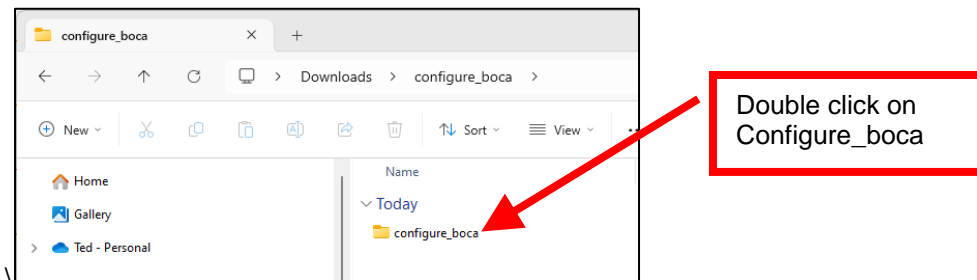 configure_boca
Downloads > configure_boca >
New Sort View
Name
Home
Today
Gallery
configure_boca
Ted - Personal
\
Double click on
Configure_boca